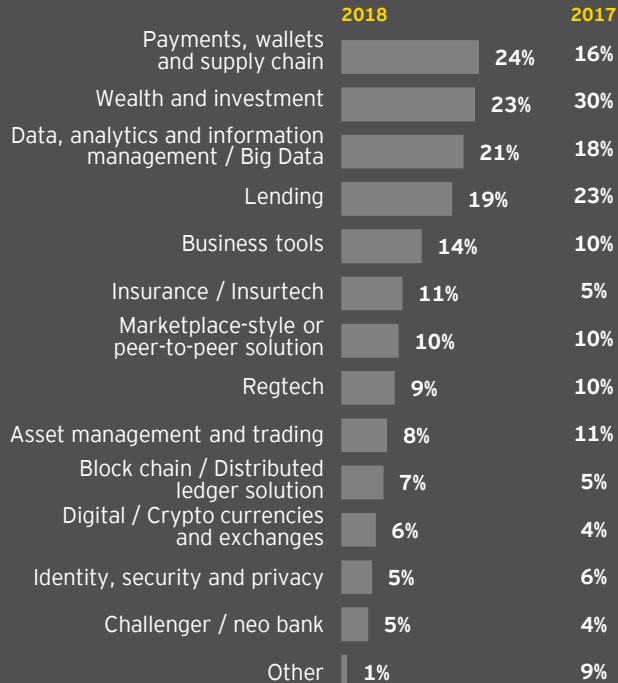 2018 2017
Payments, wallets
and supply chain 24% 16%
Wealth and investment 23% 30%
Data, analytics and information
management / Big Data 21% 18%
Lending 19% 23%
Business tools 14% 10%
Insurance / Insurtech 11% 5%
Marketplace-style or
peer-to-peer solution 10% 10%
Regtech 9% 10%
Asset management and trading 8% 11%
Block chain / Distributed
ledger solution 7% 5%
Digital / Crypto currencies
and exchanges 6% 4%
Identity, security and privacy 5% 6%
Challenger / neo bank 5% 4%
Other 1% 9%